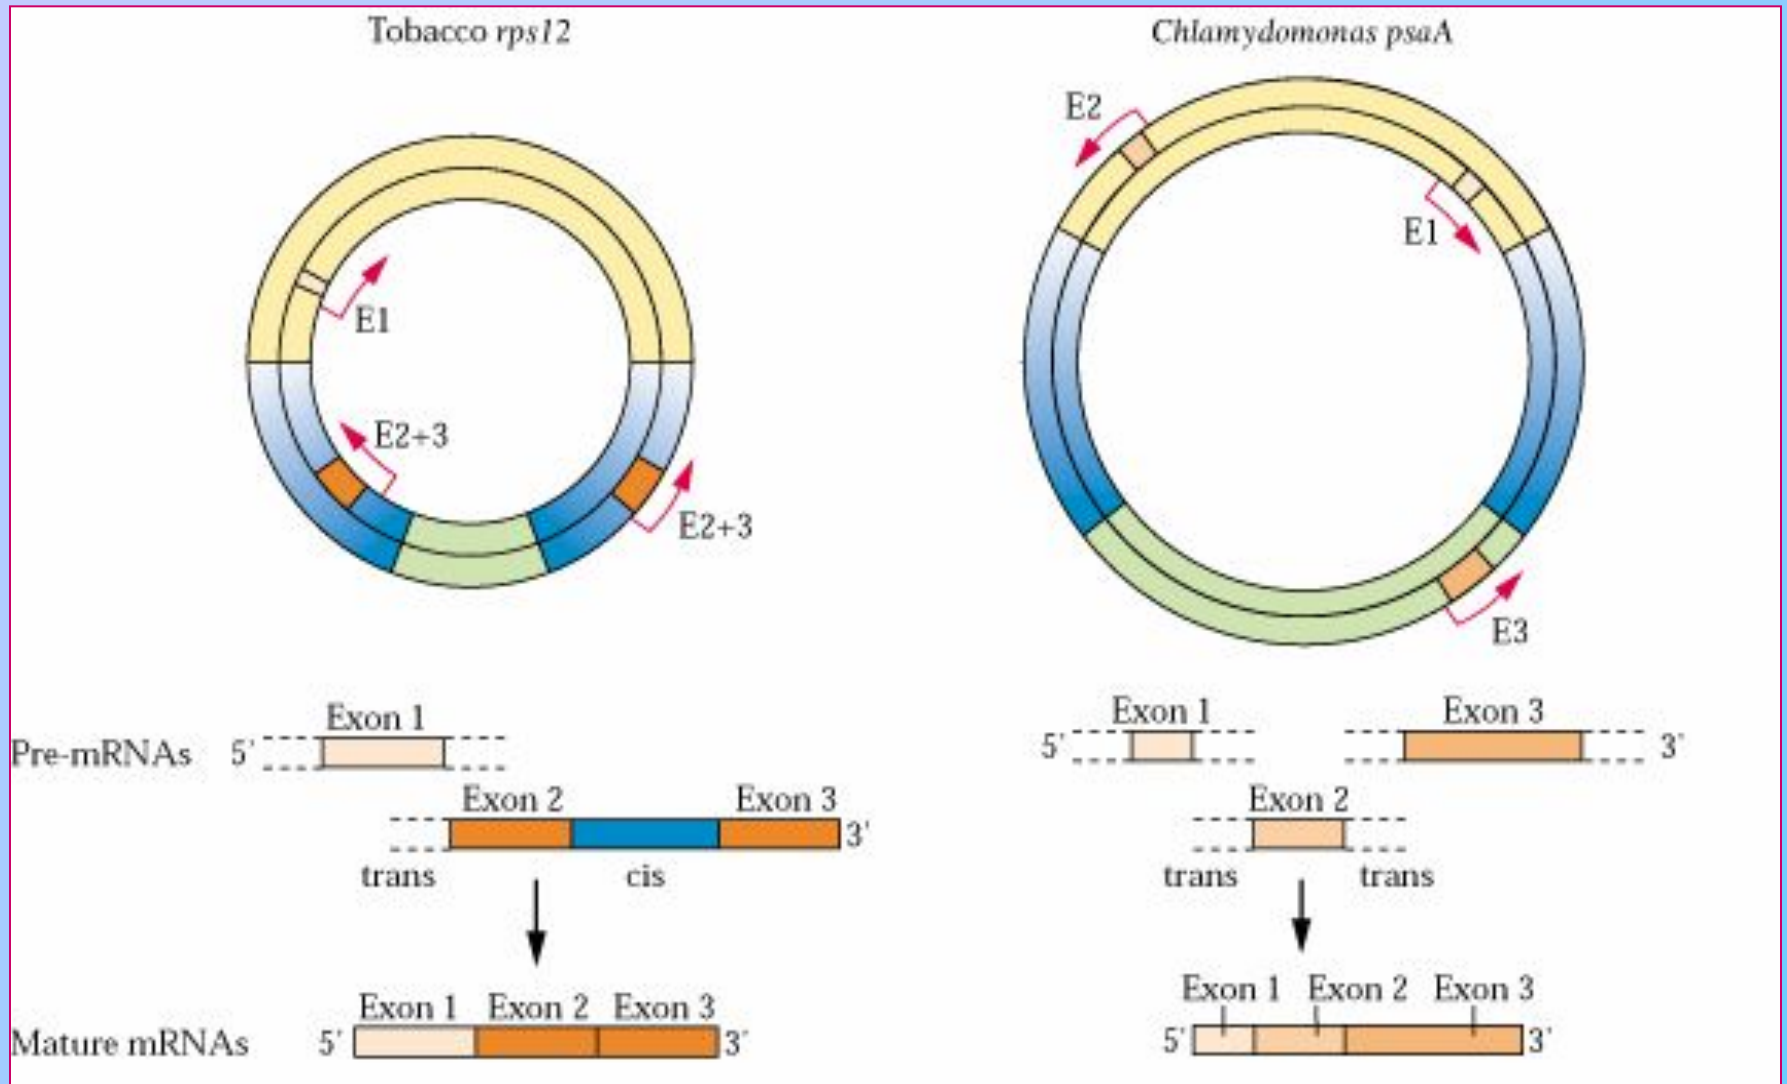 Tobacco rps12
E1
E2+3
E2+3
Chlamydomonas psaA
E2
E1
E3
Pre-mRNAs
5'
Exon 1
Exon 2
Exon 3
3'
trans
cis
Exon 1
Exon 3
5'
3'
Exon 2
trans
trans
Mature mRNAs
5'
Exon 1
Exon 2
Exon 3
3'
Exon 1
Exon 2
Exon 3
5'
3'